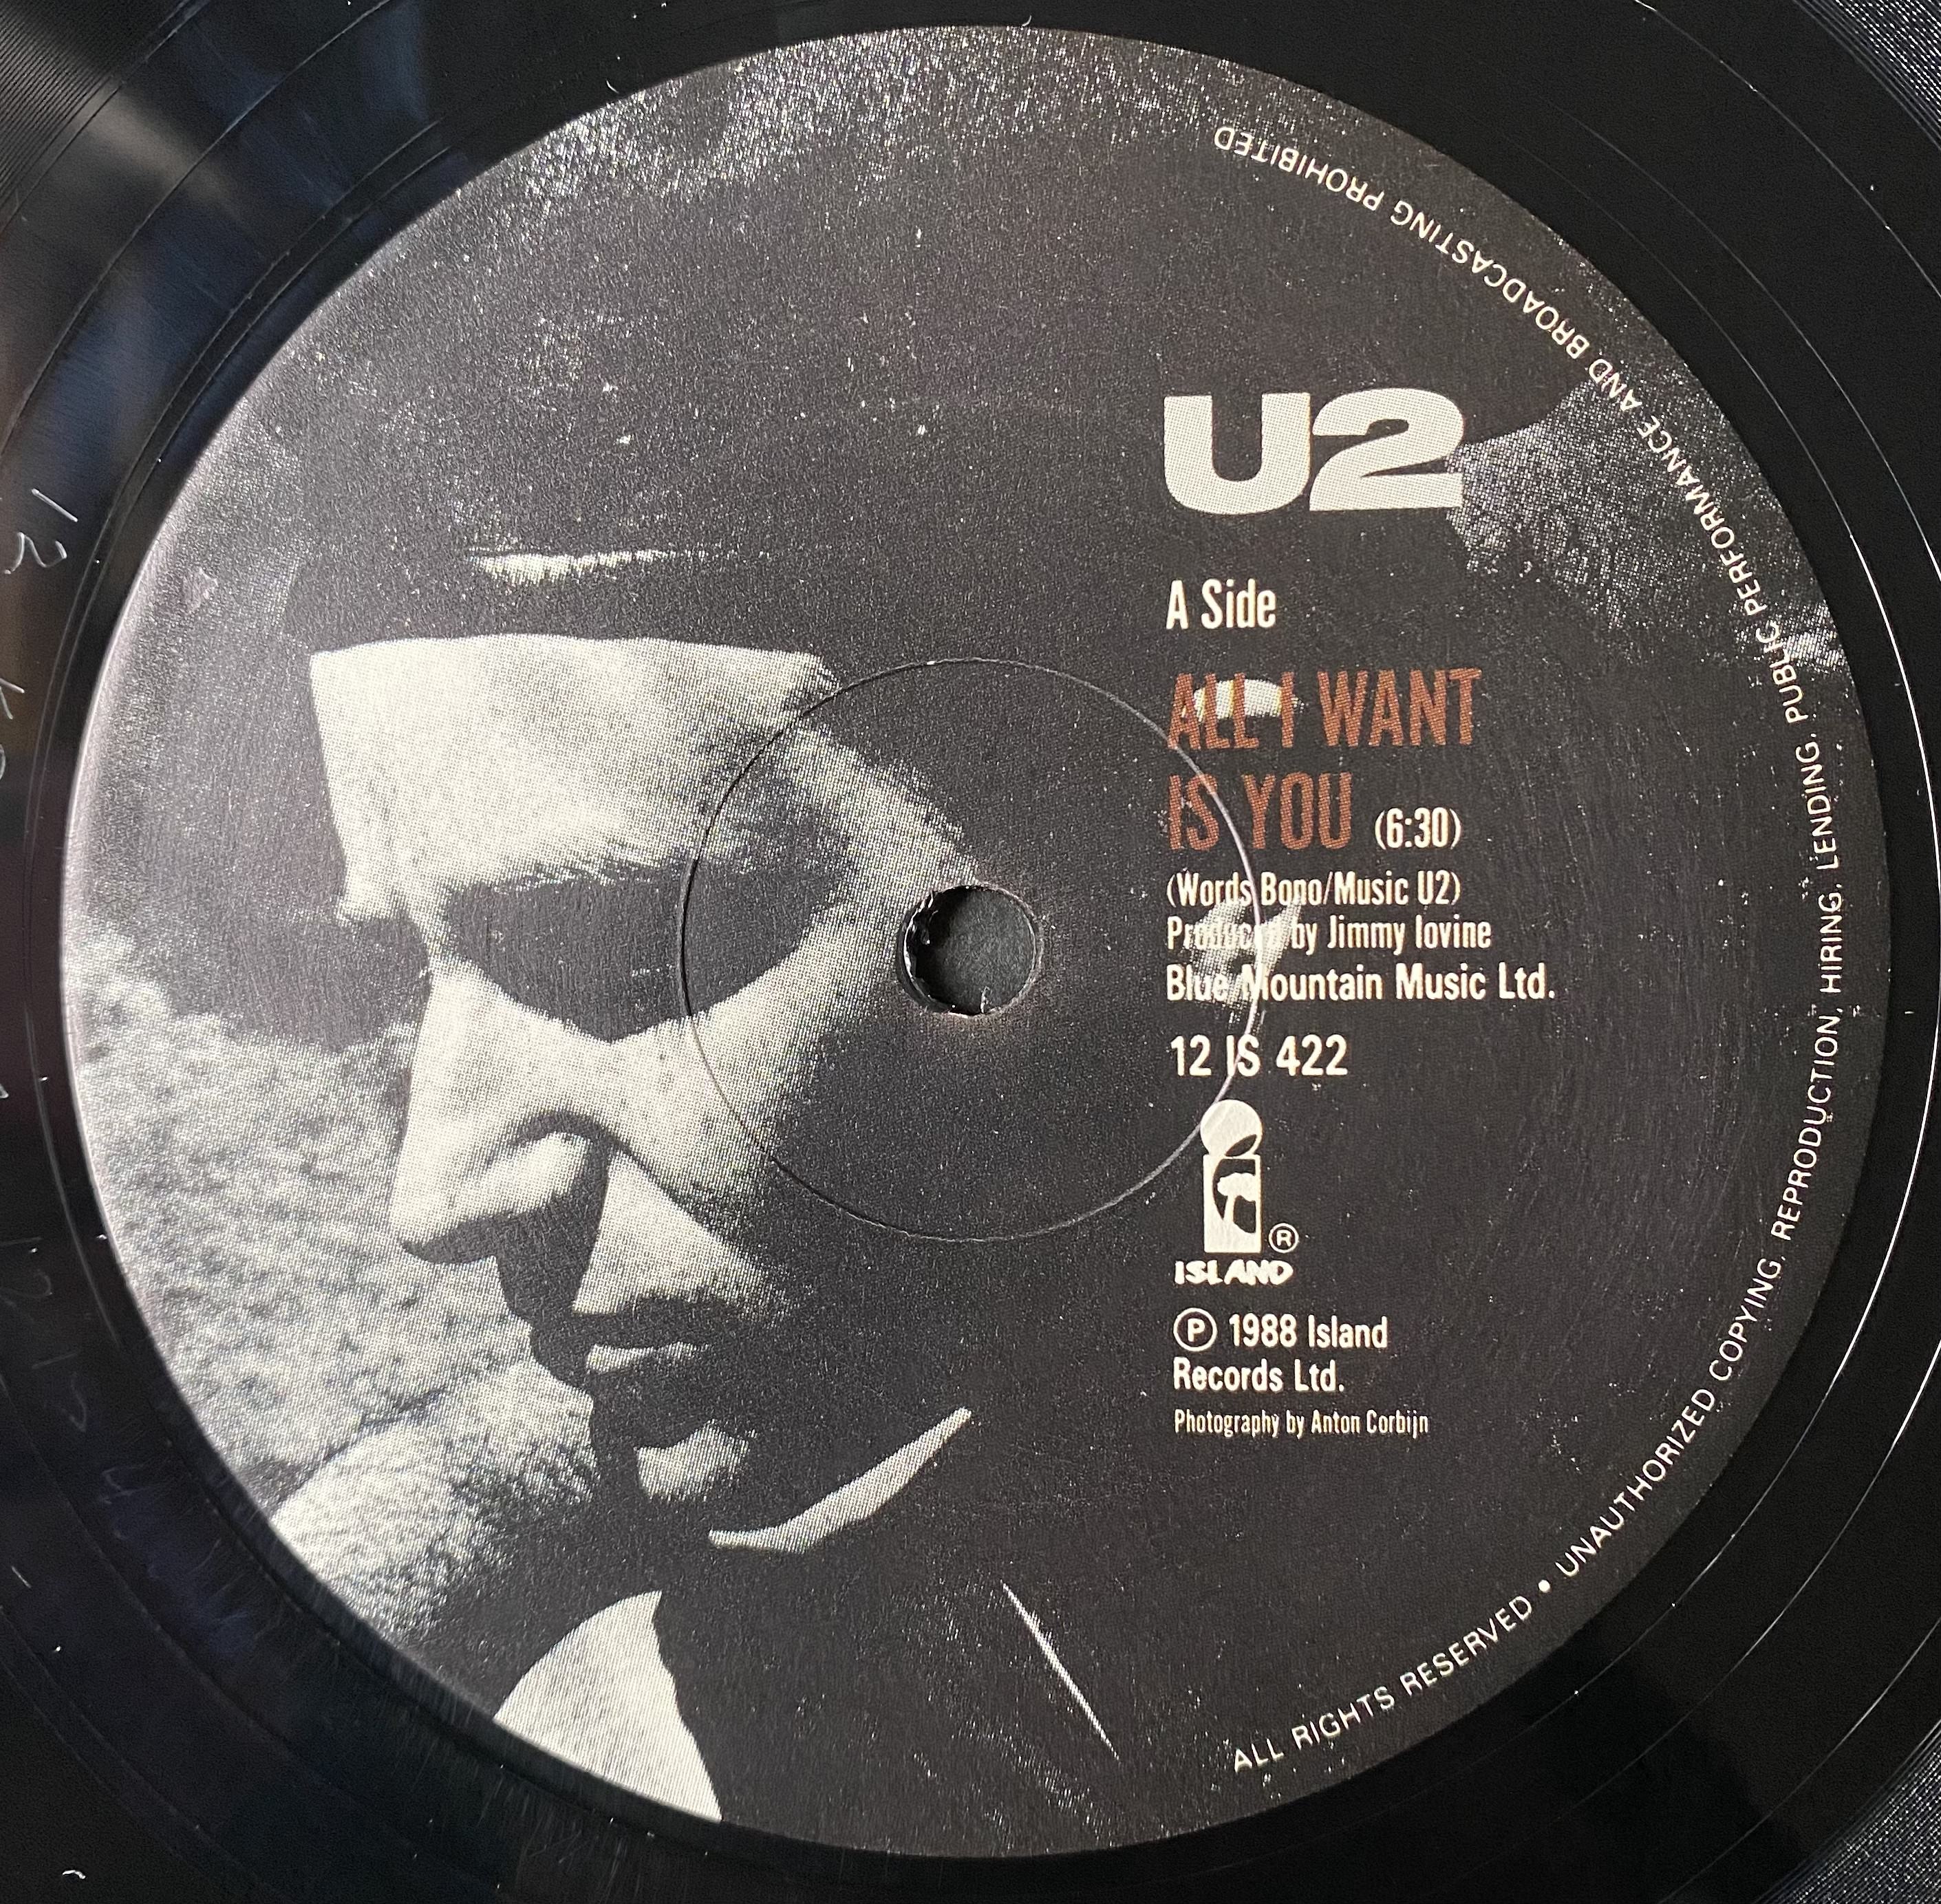 U2
A Side
ALL I WANT
IS YOU (6:30)
(Words Bono/Music U2)
Produced by Jimmy Iovine
Blue Mountain Music Ltd.
12 IS 422
®
ISLAND
Ⓟ 1988 Island
Records Ltd.
Photography by Anton Corbijn
ALL RIGHTS RESERVED • UNAUTHORIZED COPYING, REPRODUCTION, HIRING, LENDING, PUBLIC PERFORMANCE AND BROADCASTING PROHIBITED
12